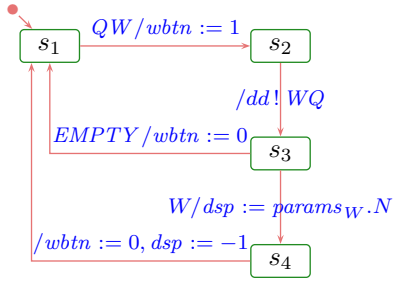 QW/wbtn := 1
s1 s2
/dd ! WQ
EMPTY/wbtn := 0
s3
W/dsp := params_W.N
/wbtn := 0, dsp := −1
s4